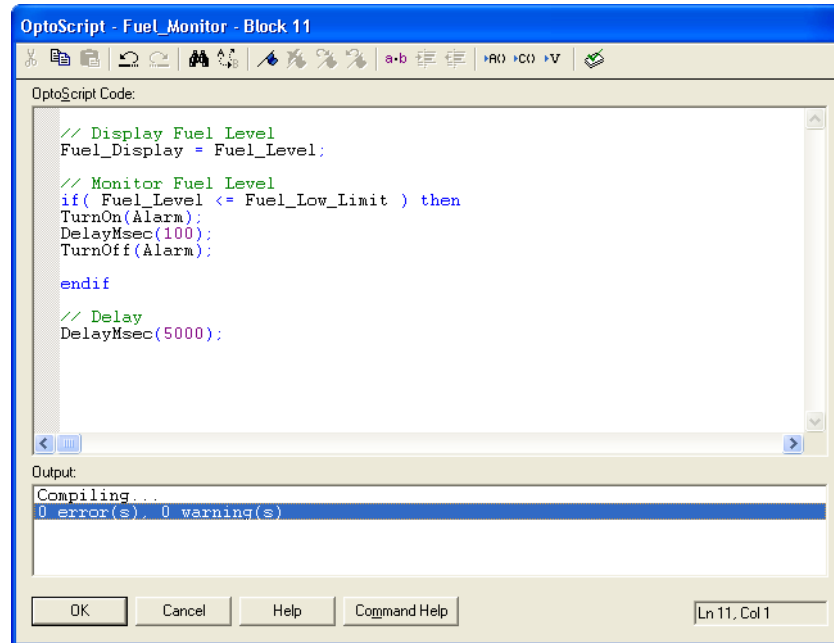 OptoScript - Fuel_Monitor - Block 11
a•b A() C() V
OptoScript Code:
// Display Fuel Level
Fuel_Display = Fuel_Level;
// Monitor Fuel Level
if( Fuel_Level <= Fuel_Low_Limit ) then
TurnOn(Alarm);
DelayMsec(100);
TurnOff(Alarm);
endif
// Delay
DelayMsec(5000);
Output:
Compiling...
0 error(s), 0 warning(s)
OK Cancel Help Command Help Ln 11, Col 1